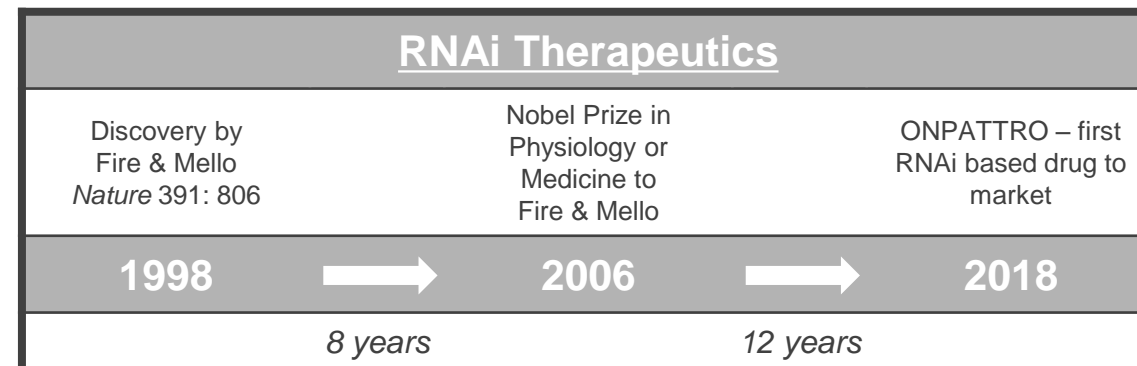 RNAi Therapeutics
Discovery by
Fire & Mello
Nature 391: 806
Nobel Prize in
Physiology or
Medicine to
Fire & Mello
ONPATTRO – first
RNAi based drug to
market
1998
2006
2018
8 years
12 years